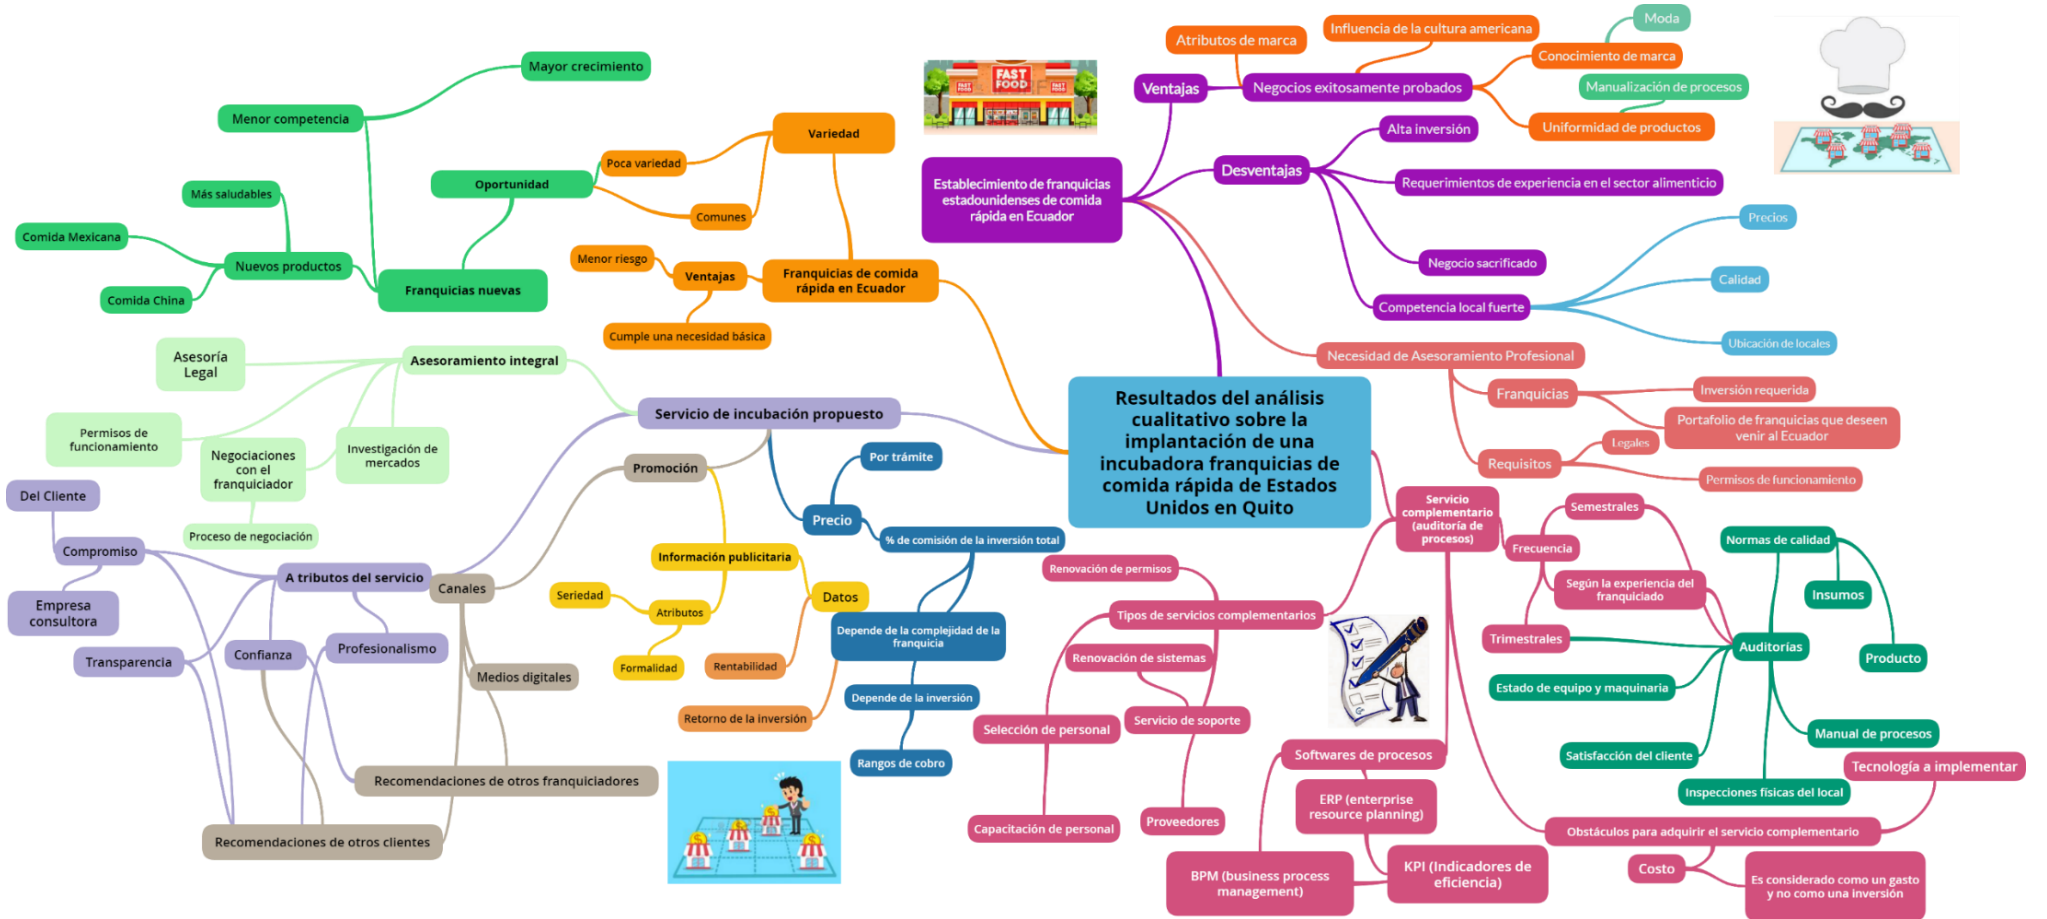 Moda
Influencia de la cultura americana
Atributos de marca
Conocimiento de marca
Mayor crecimiento
FAST
FOOD
FAST
FOOD
FAST
FOOD
Ventajas
Negocios exitosamente probados
Manualización de procesos
Menor competencia
Variedad
Alta inversión
Uniformidad de productos
Poca variedad
Establecimiento de franquicias
estadounidenses de comida
rápida en Ecuador
Desventajas
Requerimientos de experiencia en el sector alimenticio
Oportunidad
Más saludables
Comunes
Precios
Comida Mexicana
Menor riesgo
Negocio sacrificado
Nuevos productos
Ventajas
Franquicias de comida
rápida en Ecuador
Calidad
Franquicias nuevas
Comida China
Competencia local fuerte
Cumple una necesidad básica
Ubicación de locales
Asesoría
Legal
Asesoramiento integral
Necesidad de Asesoramiento Profesional
Franquicias
Inversión requerida
Resultados del análisis
cualitativo sobre la
implantación de una
incubadora franquicias de
comida rápida de Estados
Unidos en Quito
Servicio de incubación propuesto
Portafolio de franquicias que deseen
venir al Ecuador
Permisos de
funcionamiento
Negociaciones
con el
franquiciador
Investigación de
mercados
Legales
Por trámite
Promoción
Requisitos
Permisos de funcionamiento
Del Cliente
Servicio
complementario
(auditoría de
procesos)
Semestrales
Precio
Proceso de negociación
% de comisión de la inversión total
Normas de calidad
Compromiso
Información publicitaria
Frecuencia
Renovación de permisos
A tributos del servicio
Canales
Según la experiencia del
franquiciado
Seriedad
Datos
Insumos
Empresa
consultora
Atributos
Tipos de servicios complementarios
Depende de la complejidad de la
franquicia
Trimestrales
Auditorías
Profesionalismo
Confianza
Transparencia
Renovación de sistemas
Producto
Formalidad
Rentabilidad
Medios digitales
Estado de equipo y maquinaria
Depende de la inversión
Retorno de la inversión
Selección de personal
Servicio de soporte
Manual de procesos
Rangos de cobro
Softwares de procesos
Satisfacción del cliente
Tecnología a implementar
Recomendaciones de otros franquiciadores
Inspecciones físicas del local
ERP (enterprise
resource planning)
Capacitación de personal
Proveedores
Obstáculos para adquirir el servicio complementario
Recomendaciones de otros clientes
BPM (business process
management)
KPI (Indicadores de
eficiencia)
Costo
Es considerado como un gasto
y no como una inversión